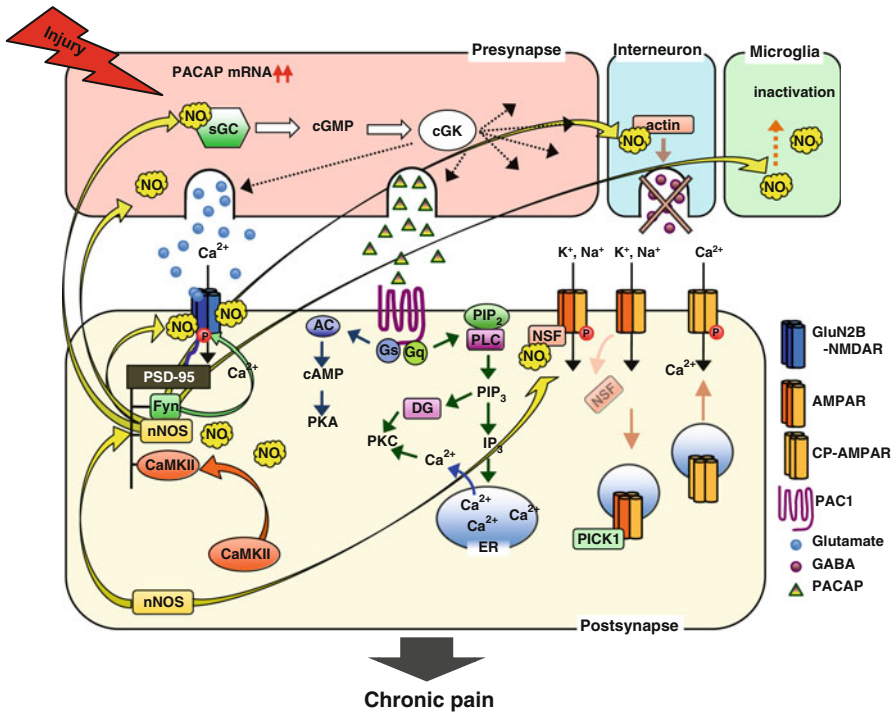 Injury
Presynapse
Interneuron
Microglia
PACAP mRNA
inactivation
NO
sGC
cGMP
cGK
NO
actin
NO
NO
NO
Ca2+
K+, Na+
K+, Na+
Ca2+
NO
NO
P
AC
PIP2
PLC
NSF
P
P
NO
Gs
Gq
PSD-95
Ca2+
cAMP
Ca2+
Fyn
PIP3
NSF
DG
PKA
nNOS
NO
PKC
IP3
NO
CaMKII
Ca2+
Ca2+
Ca2+
Ca2+
ER
PICK1
CaMKII
nNOS
Postsynapse
GluN2B
-NMDAR
AMPAR
CP-AMPAR
PAC1
Glutamate
GABA
PACAP
Chronic pain